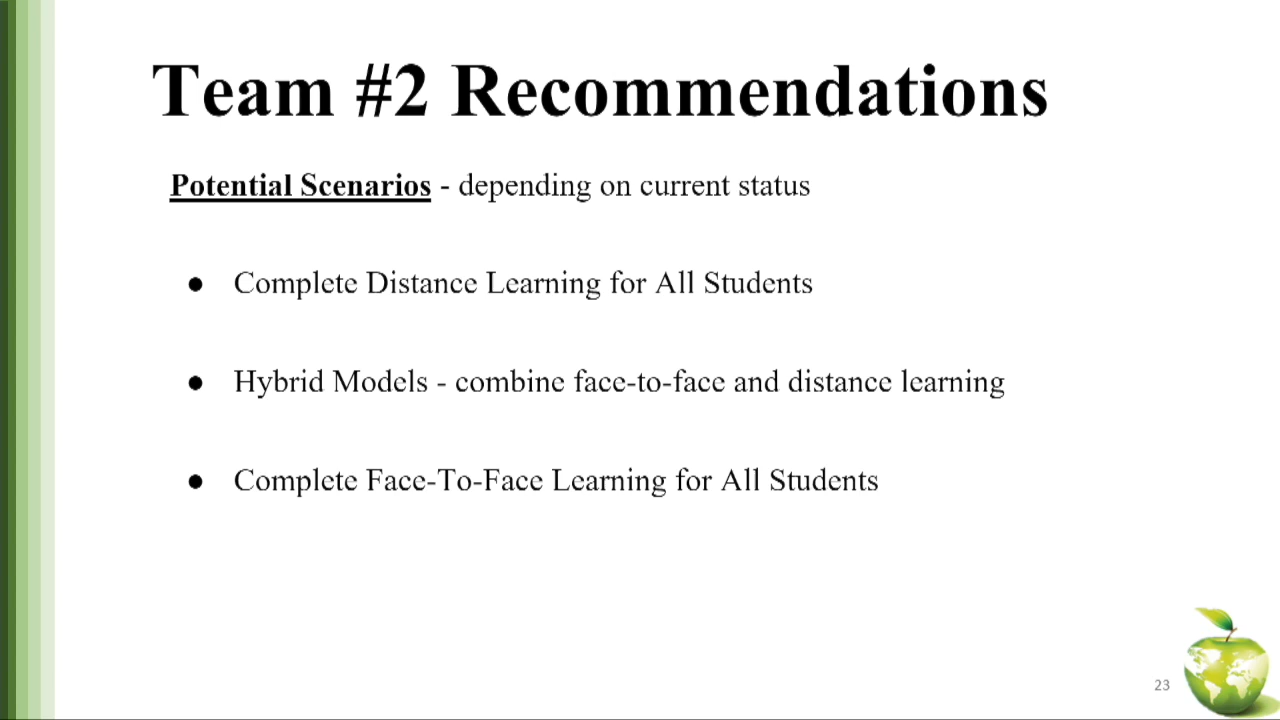 Team #2 Recommendations
Potential Scenarios - depending on current status
● Complete Distance Learning for All Students
● Hybrid Models - combine face-to-face and distance learning
● Complete Face-To-Face Learning for All Students
23